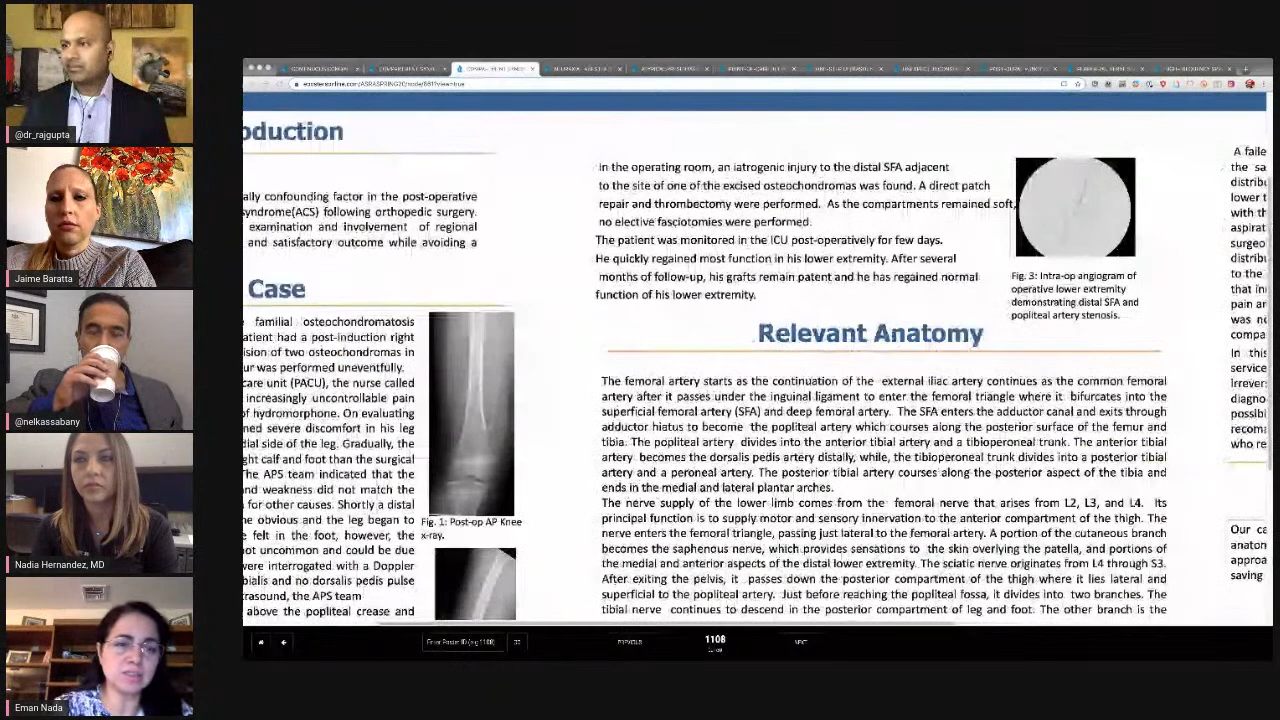 @dr_rajgupta
Jaime Baratta
@nelkassabany
Nadia Hernandez, MD
Eman Nada
oduction
ally confounding factor in the post-operative
syndrome(ACS) following orthopedic surgery.
examination and involvement of regional
and satisfactory outcome while avoiding a
Case
familial osteochondromatosis
atient had a post-induction right
ision of two osteochondromas in
ur was performed uneventfully.
care unit (PACU), the nurse called
increasingly uncontrollable pain
of hydromorphone. On evaluating
ned severe discomfort in his leg
dial side of the leg. Gradually, the
ght calf and foot than the surgical
The APS team indicated that the
and weakness did not match the
for other causes. Shortly a distal
he obvious and the leg began to
felt in the foot, however, the
not uncommon and could be due
were interrogated with a Doppler
ibialis and no dorsalis pedis pulse
rasound, the APS team
above the popliteal crease and
Fig. 1: Post-op AP Knee
x-ray.
In the operating room, an iatrogenic injury to the distal SFA adjacent
to the site of one of the excised osteochondromas was found. A direct patch
repair and thrombectomy were performed. As the compartments remained soft,
no elective fasciotomies were performed.
The patient was monitored in the ICU post-operatively for few days.
He quickly regained most function in his lower extremity. After several
months of follow-up, his grafts remain patent and he has regained normal
function of his lower extremity.
Fig. 3: Intra-op angiogram of
operative lower extremity
demonstrating distal SFA and
popliteal artery stenosis.
Relevant Anatomy
The femoral artery starts as the continuation of the external iliac artery continues as the common femoral
artery after it passes under the inguinal ligament to enter the femoral triangle where it bifurcates into the
superficial femoral artery (SFA) and deep femoral artery. The SFA enters the adductor canal and exits through
adductor hiatus to become the popliteal artery which courses along the posterior surface of the femur and
tibia. The popliteal artery divides into the anterior tibial artery and a tibioperoneal trunk. The anterior tibial
artery becomes the dorsalis pedis artery distally, while, the tibioperoneal trunk divides into a posterior tibial
artery and a peroneal artery. The posterior tibial artery courses along the posterior aspect of the tibia and
ends in the medial and lateral plantar arches.
The nerve supply of the lower limb comes from the femoral nerve that arises from L2, L3, and L4. Its
principal function is to supply motor and sensory innervation to the anterior compartment of the thigh. The
nerve enters the femoral triangle, passing just lateral to the femoral artery. A portion of the cutaneous branch
becomes the saphenous nerve, which provides sensations to the skin overlying the patella, and portions of
the medial and anterior aspects of the distal lower extremity. The sciatic nerve originates from L4 through S3.
After exiting the pelvis, it passes down the posterior compartment of the thigh where it lies lateral and
superficial to the popliteal artery. Just before reaching the popliteal fossa, it divides into two branches. The
tibial nerve continues to descend in the posterior compartment of leg and foot. The other branch is the
A faile
the sa
distrib
lower t
with th
aspirat
surgeo
distrib
to the
that in
pain ar
was n
compa
In this
service
irrever
diagno
possibl
recom
who re
Our ca
anaton
approa
saving
Enter Poster ID (e.g. 1108)
PREVIOUS
1108
NEXT